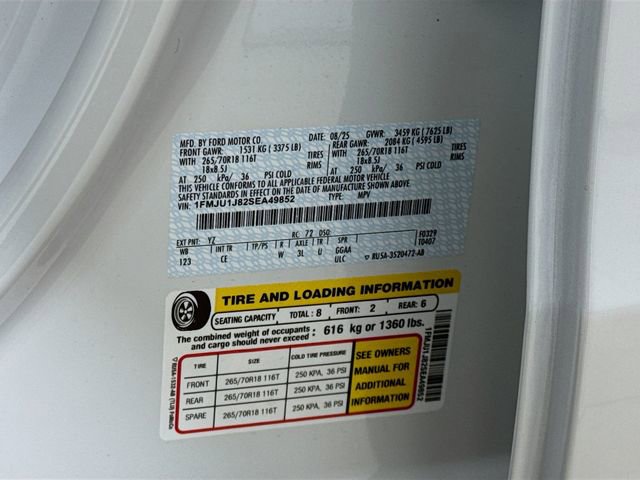 MFD. BY FORD MOTOR CO. DATE: 08/25 GVWR: 3459 KG ( 7625 LB)
FRONT GAWR: 1531 KG ( 3375 LB) REAR GAWR: 2084 KG ( 4595 LB)
WITH 265/70R18 116T TIRES WITH 265/70R18 116T TIRES
18x8.5J RIMS 18x8.5J RIMS
AT 250 kPa/ 36 PSI COLD AT 250 kPa/ 36 PSI COLD
THIS VEHICLE CONFORMS TO ALL APPLICABLE FEDERAL MOTOR VEHICLE
SAFETY STANDARDS IN EFFECT ON THE DATE OF MANUFACTURE SHOWN ABOVE.
VIN: 1FMJU1J82SEA49852 TYPE: MPV
EXT PNT: YZ RC: 72 DSO: F0329
WB INT TR TP/PS R AXLE TR SPR T0407
123 CE W 3L U GGAA
ULC RU5A-3520472-AB
TIRE AND LOADING INFORMATION
SEATING CAPACITY TOTAL: 8 FRONT: 2 REAR: 6
The combined weight of occupants and cargo should never exceed: 616 kg or 1360 lbs.
TIRE SIZE COLD TIRE PRESSURE
FRONT 265/70R18 116T 250 KPA, 36 PSI
REAR 265/70R18 116T 250 KPA, 36 PSI
SPARE 265/70R18 116T 250 KPA, 36 PSI
SEE OWNERS
MANUAL FOR
ADDITIONAL
INFORMATION
1FMJU1J82SEA49852